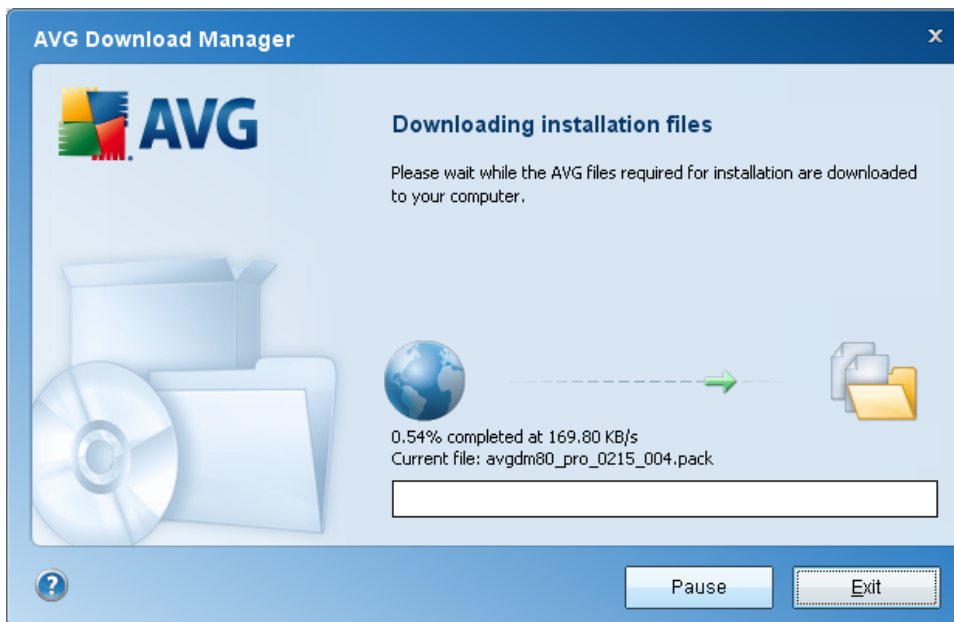 AVG Download Manager
x
AVG
Downloading installation files
Please wait while the AVG files required for installation are downloaded
to your computer.
0.54% completed at 169.80 KB/s
Current file: avgdm80_pro_0215_004.pack
?
Pause
Exit